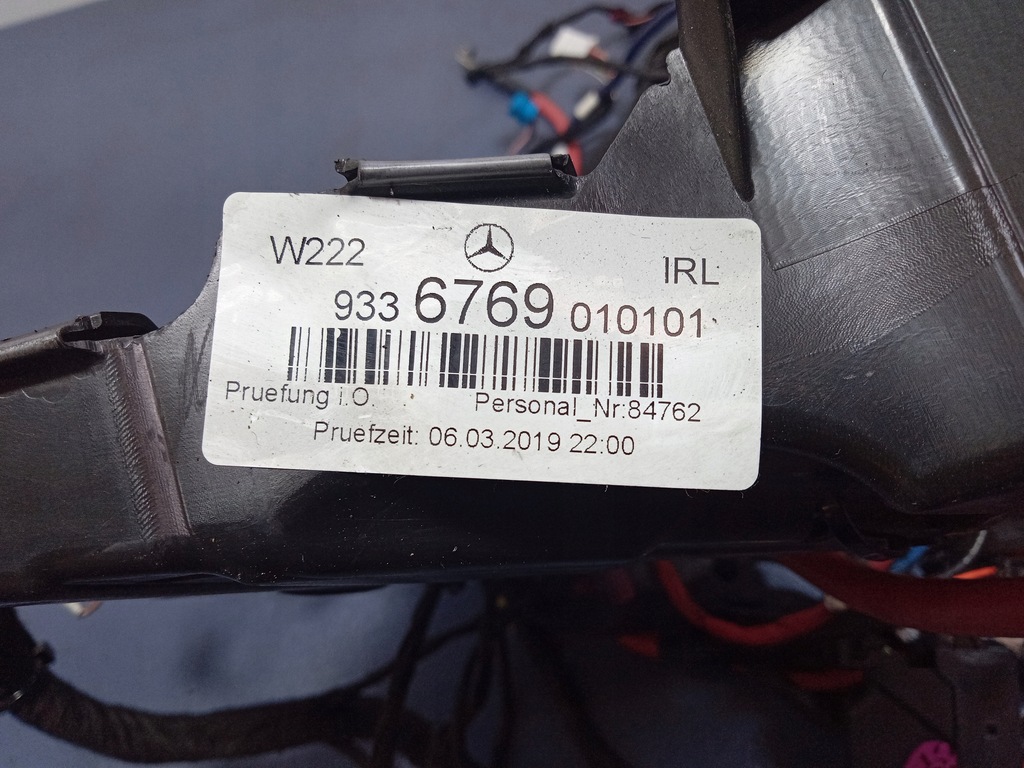 W222
IRL
933 6769 010101
Pruefung I.O. Personal_Nr:84762
Pruefzeit: 06.03.2019 22:00